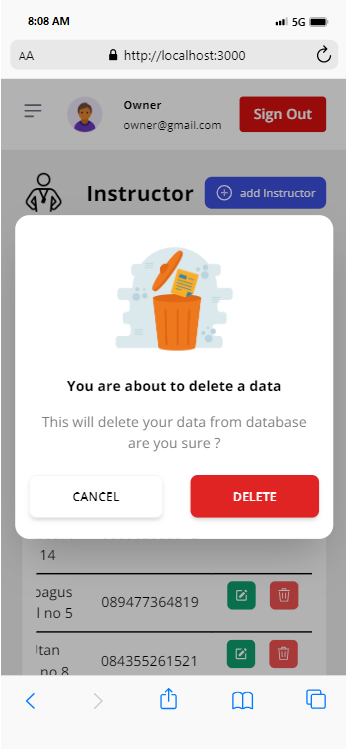 8:08 AM
5G
AA
http://localhost:3000
Owner
owner@gmail.com
Sign Out
Instructor
add Instructor
You are about to delete a data
This will delete your data from database
are you sure ?
CANCEL
DELETE
14
bagus
089477364819
l no 5
ltan
084355261521
no 8